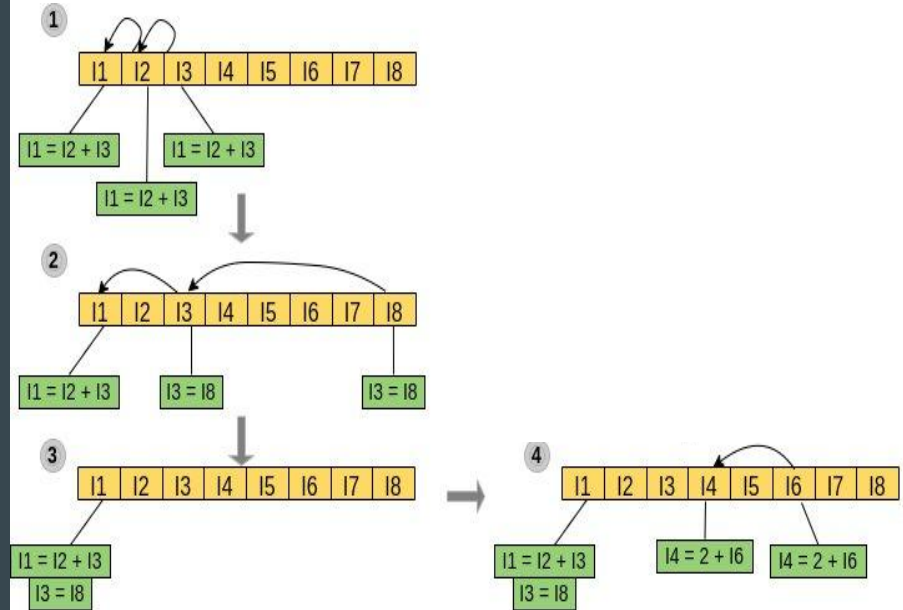 1
I1 I2 I3 I4 I5 I6 I7 I8
I1 = I2 + I3
I1 = I2 + I3
I1 = I2 + I3
2
I1 I2 I3 I4 I5 I6 I7 I8
I1 = I2 + I3
I3 = I8
I3 = I8
3
I1 I2 I3 I4 I5 I6 I7 I8
I1 = I2 + I3
I3 = I8
4
I1 I2 I3 I4 I5 I6 I7 I8
I1 = I2 + I3
I3 = I8
I4 = 2 + I6
I4 = 2 + I6